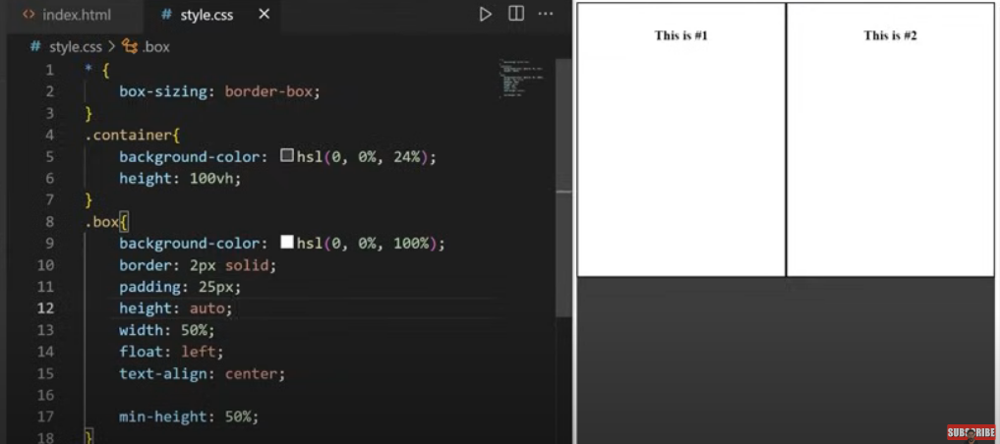 index.html
style.css
style.css > .box
1 * {
2 box-sizing: border-box;
3 }
4 .container{
5 background-color: hsl(0, 0%, 24%);
6 height: 100vh;
7 }
8 .box{
9 background-color: hsl(0, 0%, 100%);
10 border: 2px solid;
11 padding: 25px;
12 height: auto;
13 width: 50%;
14 float: left;
15 text-align: center;
16
17 min-height: 50%;
18 }
This is #1
This is #2
SUBSCRIBE